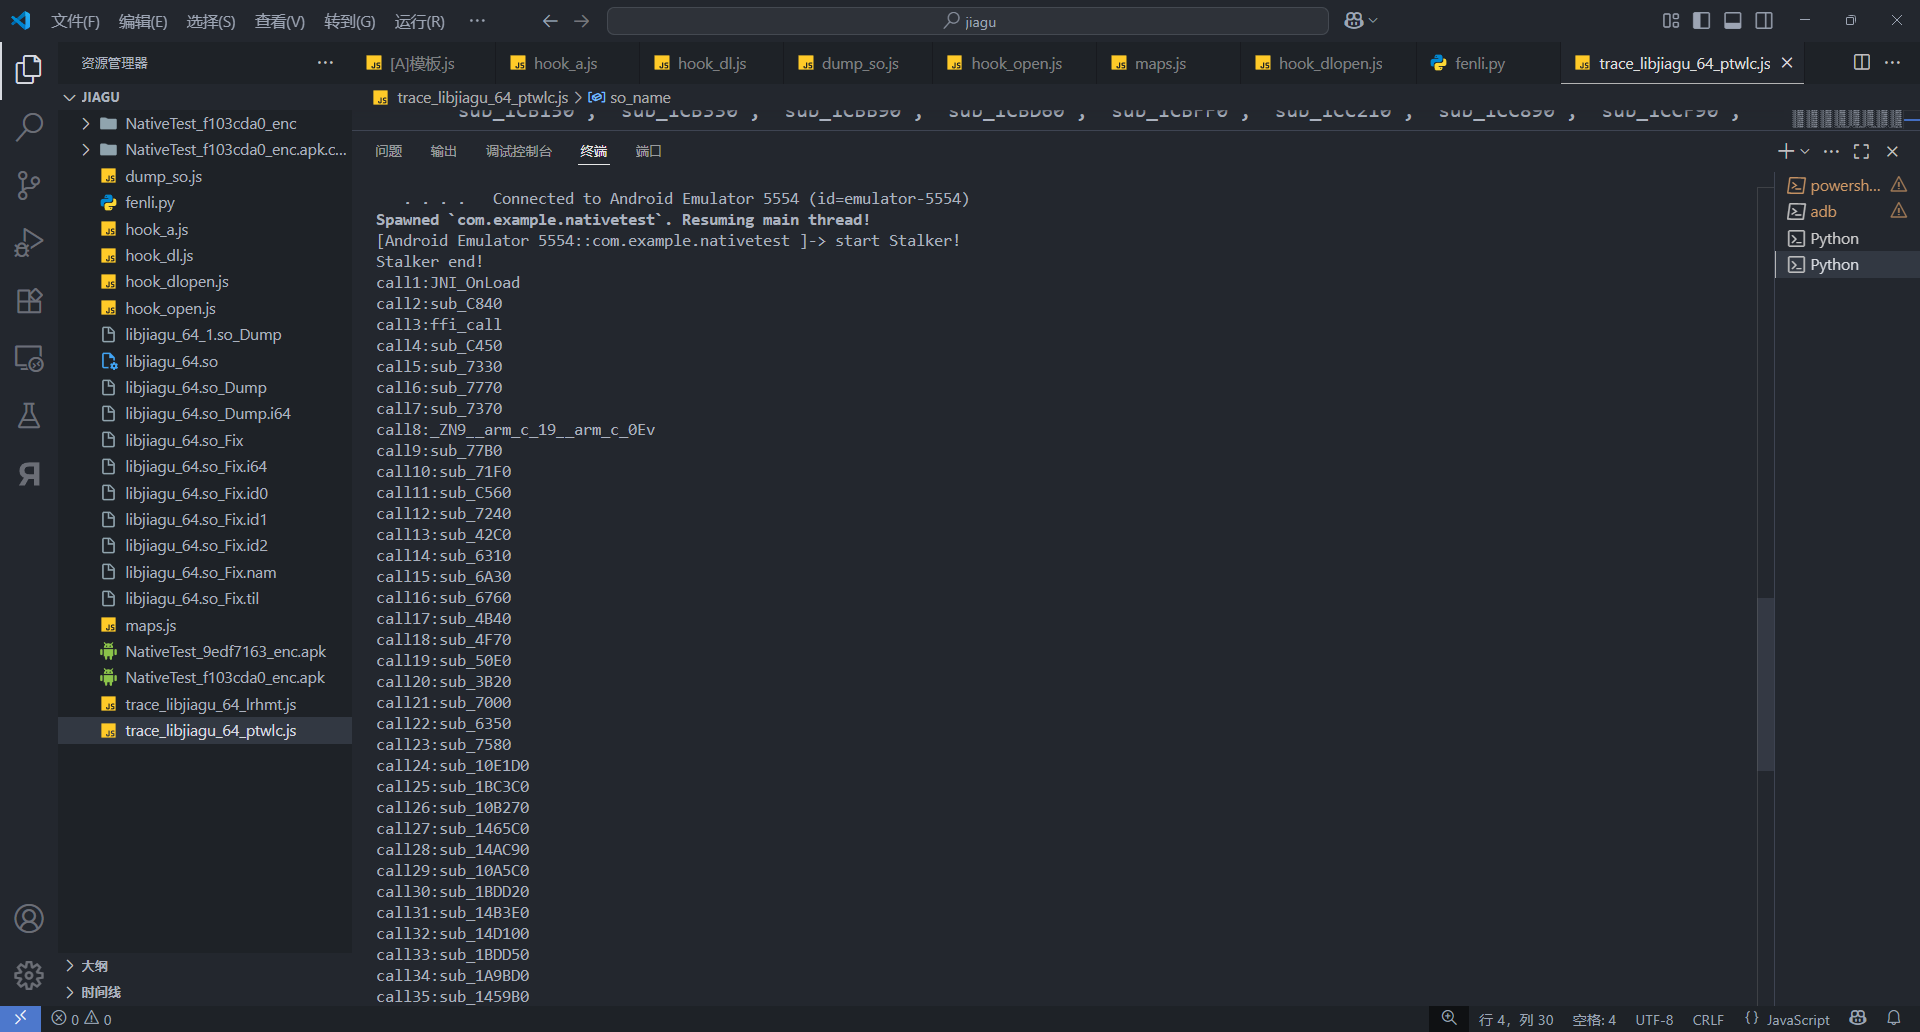 文件(F) 编辑(E) 选择(S) 查看(V) 转到(G) 运行(R) ··· jiagu
资源管理器 ···
[A]模板.js hook_a.js hook_dl.js dump_so.js hook_open.js maps.js hook_dlopen.js fenli.py trace_libjiagu_64_ptwlc.js
JIAGU
trace_libjiagu_64_ptwlc.js > so_name
NativeTest_f103cda0_enc
NativeTest_f103cda0_enc.apk.c...
dump_so.js
fenli.py
hook_a.js
hook_dl.js
hook_dlopen.js
hook_open.js
libjiagu_64_1.so_Dump
libjiagu_64.so
libjiagu_64.so_Dump
libjiagu_64.so_Dump.i64
libjiagu_64.so_Fix
libjiagu_64.so_Fix.i64
libjiagu_64.so_Fix.id0
libjiagu_64.so_Fix.id1
libjiagu_64.so_Fix.id2
libjiagu_64.so_Fix.nam
libjiagu_64.so_Fix.til
maps.js
NativeTest_9edf7163_enc.apk
NativeTest_f103cda0_enc.apk
trace_libjiagu_64_lrhmt.js
trace_libjiagu_64_ptwlc.js
大纲
时间线
"sub_1CB150", "sub_1CB330", "sub_1CBB90", "sub_1CBD60", "sub_1CBFF0", "sub_1CC210", "sub_1CC890", "sub_1CCF90",
问题 输出 调试控制台 终端 端口
. . . . Connected to Android Emulator 5554 (id=emulator-5554)
Spawned `com.example.nativetest`. Resuming main thread!
[Android Emulator 5554::com.example.nativetest ]-> start Stalker!
Stalker end!
call1:JNI_OnLoad
call2:sub_C840
call3:ffi_call
call4:sub_C450
call5:sub_7330
call6:sub_7770
call7:sub_7370
call8:_ZN9__arm_c_19__arm_c_0Ev
call9:sub_77B0
call10:sub_71F0
call11:sub_C560
call12:sub_7240
call13:sub_42C0
call14:sub_6310
call15:sub_6A30
call16:sub_6760
call17:sub_4B40
call18:sub_4F70
call19:sub_50E0
call20:sub_3B20
call21:sub_7000
call22:sub_6350
call23:sub_7580
call24:sub_10E1D0
call25:sub_1BC3C0
call26:sub_10B270
call27:sub_1465C0
call28:sub_14AC90
call29:sub_10A5C0
call30:sub_1BDD20
call31:sub_14B3E0
call32:sub_14D100
call33:sub_1BDD50
call34:sub_1A9BD0
call35:sub_1459B0
powersh...
adb
Python
Python
0 0 行 4, 列 30 空格: 4 UTF-8 CRLF {} JavaScript